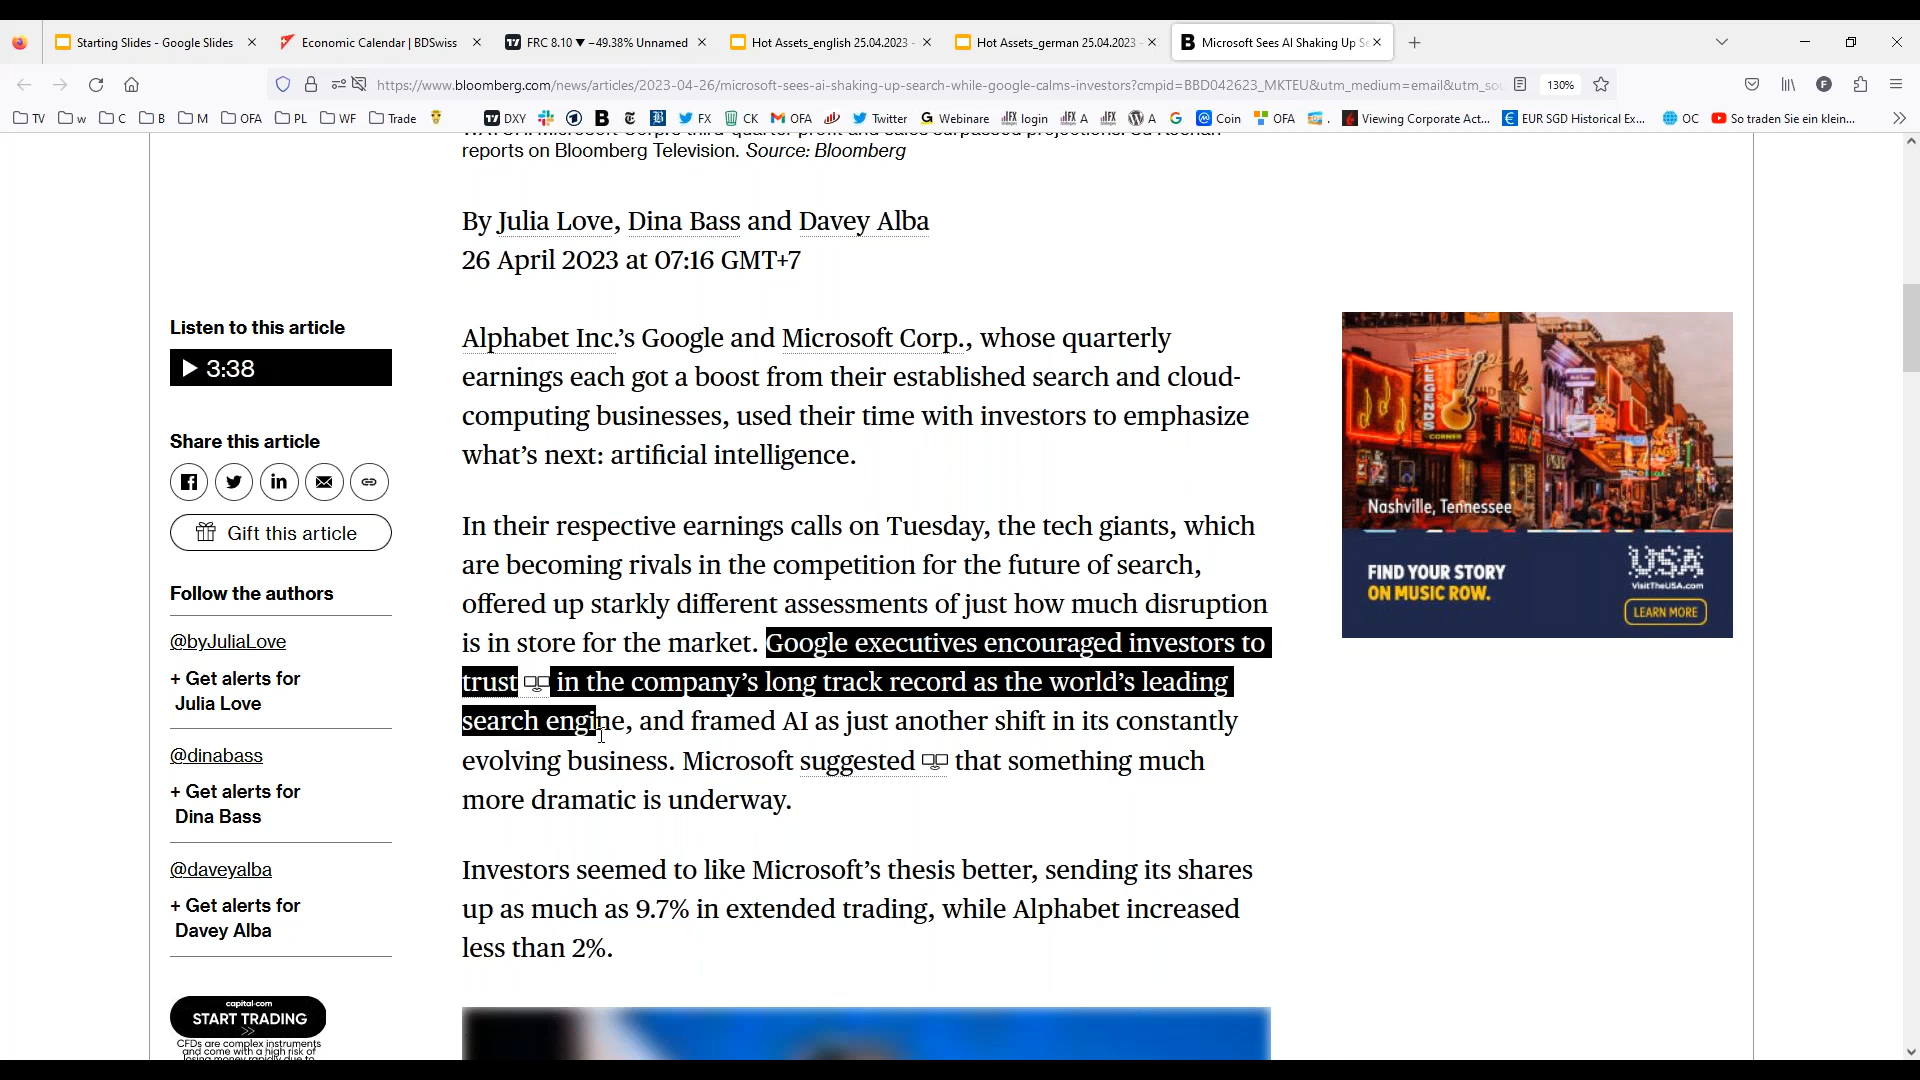 Starting Slides - Google Slides
Economic Calendar | BDSwiss
FRC 8.10 ▼ −49.38% Unnamed
Hot Assets_english 25.04.2023 -
Hot Assets_german 25.04.2023 -
Microsoft Sees AI Shaking Up Se
https://www.bloomberg.com/news/articles/2023-04-26/microsoft-sees-ai-shaking-up-search-while-google-calms-investors?cmpid=BBD042623_MKTEU&utm_medium=email&utm_sou
130%
TV w C B M OFA PL WF Trade DXY FX CK OFA Twitter Webinare login A A Coin OFA . Viewing Corporate Act... EUR SGD Historical Ex... OC So traden Sie ein klein...
reports on Bloomberg Television. Source: Bloomberg
By Julia Love, Dina Bass and Davey Alba
26 April 2023 at 07:16 GMT+7
Listen to this article
3:38
Share this article
Gift this article
Follow the authors
@byJuliaLove
+ Get alerts for
Julia Love
@dinabass
+ Get alerts for
Dina Bass
@daveyalba
+ Get alerts for
Davey Alba
capital.com
START TRADING
CFDs are complex instruments
and come with a high risk of
losing money rapidly due to
Alphabet Inc.’s Google and Microsoft Corp., whose quarterly
earnings each got a boost from their established search and cloud-
computing businesses, used their time with investors to emphasize
what’s next: artificial intelligence.
In their respective earnings calls on Tuesday, the tech giants, which
are becoming rivals in the competition for the future of search,
offered up starkly different assessments of just how much disruption
is in store for the market. Google executives encouraged investors to
trust in the company’s long track record as the world’s leading
search engine, and framed AI as just another shift in its constantly
evolving business. Microsoft suggested that something much
more dramatic is underway.
Investors seemed to like Microsoft’s thesis better, sending its shares
up as much as 9.7% in extended trading, while Alphabet increased
less than 2%.
LEGENDS
CORNER
Nashville, Tennessee
FIND YOUR STORY
ON MUSIC ROW.
USA
VisitTheUSA.com
LEARN MORE